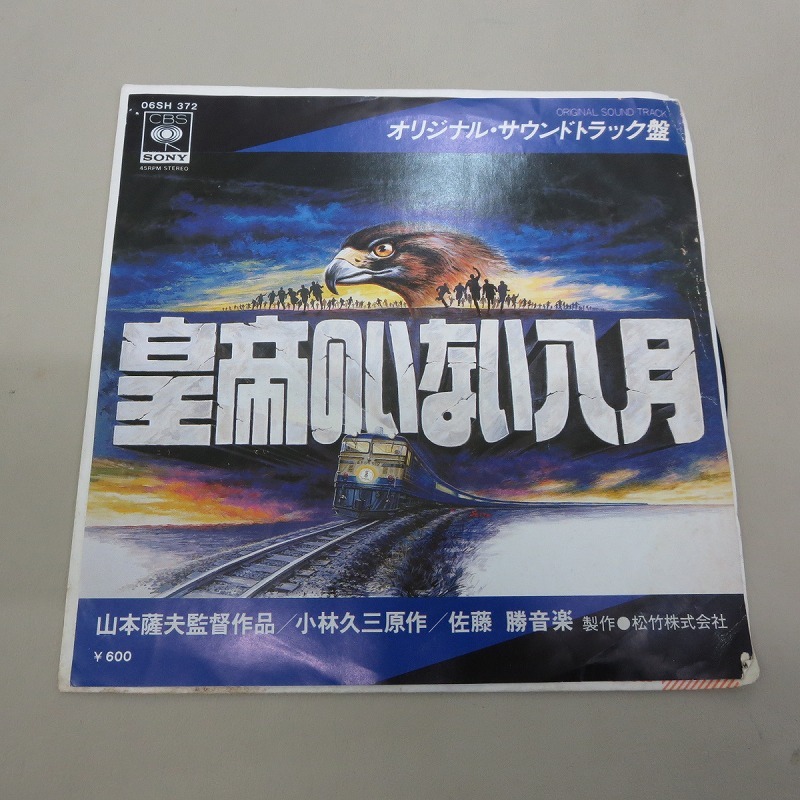 06SH 372
CBS
SONY
45RPM STEREO
ORIGINAL SOUND TRACK
オリジナル・サウンドトラック盤
皇帝のいない八月
山本薩夫監督作品／小林久三原作／佐藤 勝音楽 製作●松竹株式会社
￥600